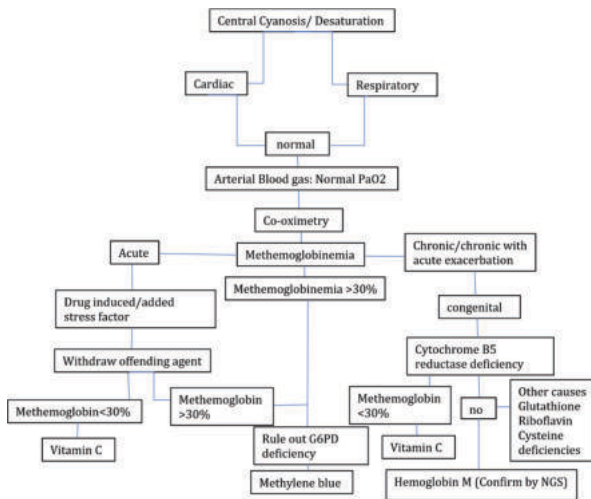 Central Cyanosis/ Desaturation
Cardiac
Respiratory
normal
Arterial Blood gas: Normal PaO2
Co-oximetry
Acute
Methemoglobinemia
Chronic/chronic with
acute exacerbation
Methemoglobinemia >30%
Drug induced/added
stress factor
congenital
Withdraw offending agent
Cytochrome B5
reductase deficiency
Methemoglobin<30%
Methemoglobin
>30%
Methemoglobin
<30%
no
Other causes
Glutathione
Riboflavin
Cysteine
deficiencies
Vitamin C
Rule out G6PD
deficiency
Vitamin C
Methylene blue
Hemoglobin M (Confirm by NGS)